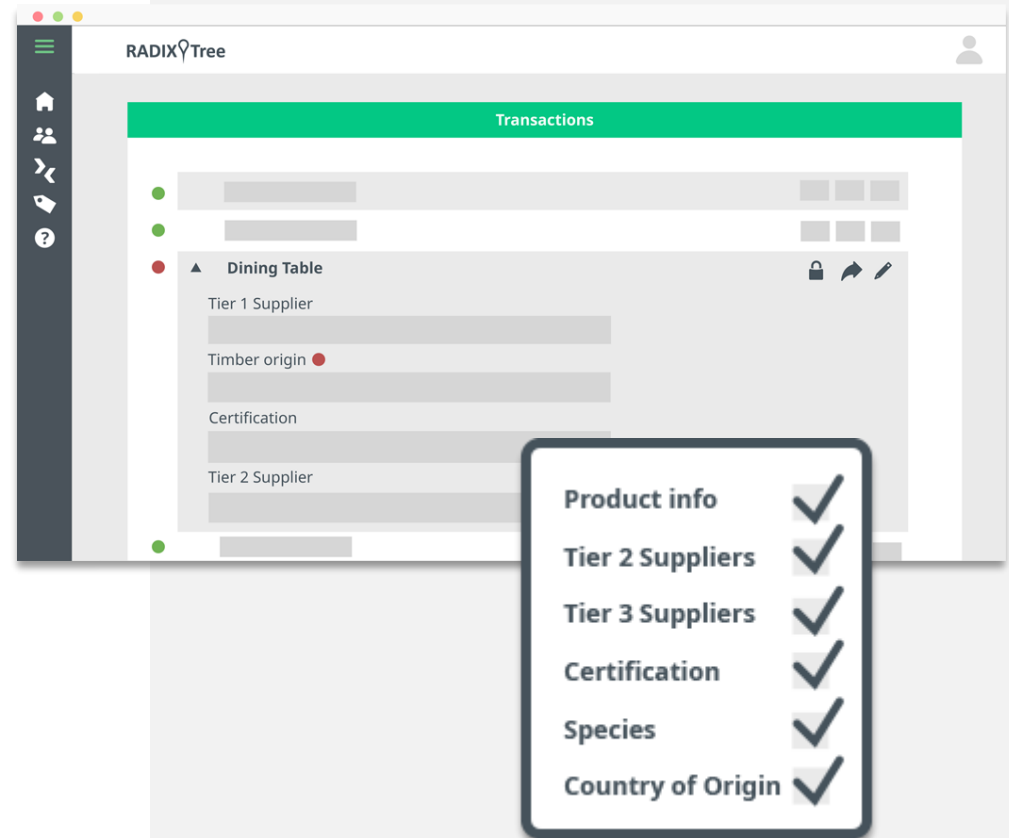 RADIX Tree
Transactions
Dining Table
Tier 1 Supplier
Timber origin
Certification
Tier 2 Supplier
Product info
Tier 2 Suppliers
Tier 3 Suppliers
Certification
Species
Country of Origin